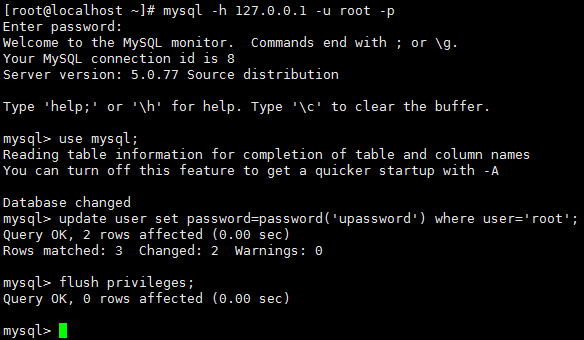 [root@localhost ~]# mysql -h 127.0.0.1 -u root -p
Enter password:
Welcome to the MySQL monitor.  Commands end with ; or \g.
Your MySQL connection id is 8
Server version: 5.0.77 Source distribution

Type 'help;' or '\h' for help. Type '\c' to clear the buffer.

mysql> use mysql;
Reading table information for completion of table and column names
You can turn off this feature to get a quicker startup with -A

Database changed
mysql> update user set password=password('upassword') where user='root';
Query OK, 2 rows affected (0.00 sec)
Rows matched: 3  Changed: 2  Warnings: 0

mysql> flush privileges;
Query OK, 0 rows affected (0.00 sec)

mysql>